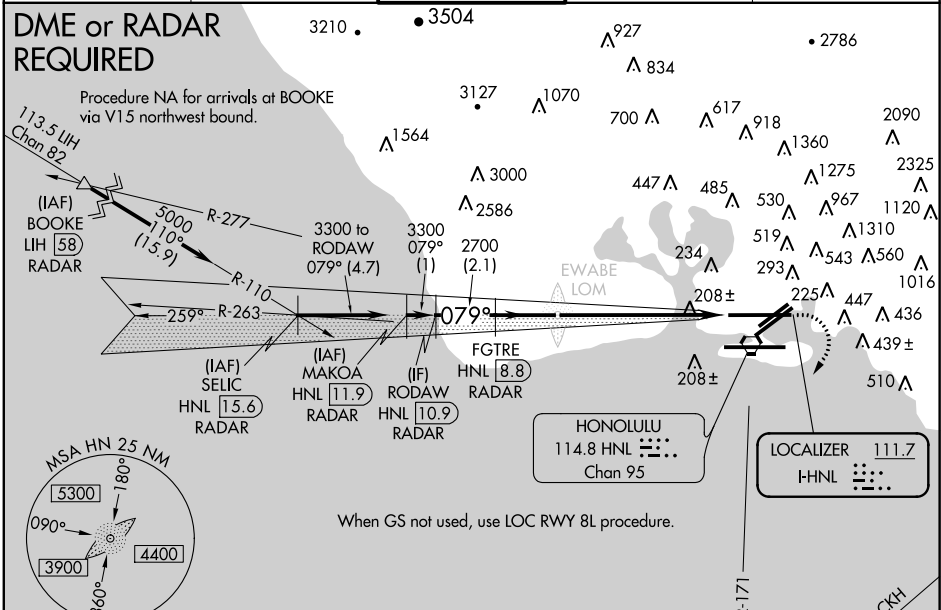 DME or RADAR
REQUIRED
Procedure NA for arrivals at BOOKE
via V15 northwest bound.
3210
3504
927
834
2786
3127
1070
700
617
918
1360
2090
1564
3000
2586
447
485
530
1275
967
2325
1120
1310
519
543
560
1016
234
293
208±
225
447
436
439±
208±
510
113.5 LIH
Chan 82
(IAF)
BOOKE
LIH 58
RADAR
5000
110°
(15.9)
R-277
R-110
3300 to
RODAW
079° (4.7)
3300
079°
(1)
2700
(2.1)
EWABE
LOM
259°
R-263
079°
(IAF)
SELIC
HNL 15.6
RADAR
(IAF)
MAKOA
HNL 11.9
RADAR
(IF)
RODAW
HNL 10.9
RADAR
FGTRE
HNL 8.8
RADAR
HONOLULU
114.8 HNL
Chan 95
LOCALIZER 111.7
I-HNL
When GS not used, use LOC RWY 8L procedure.
MSA HN 25 NM
5300
180°
090°
4400
3900
-171
CKH